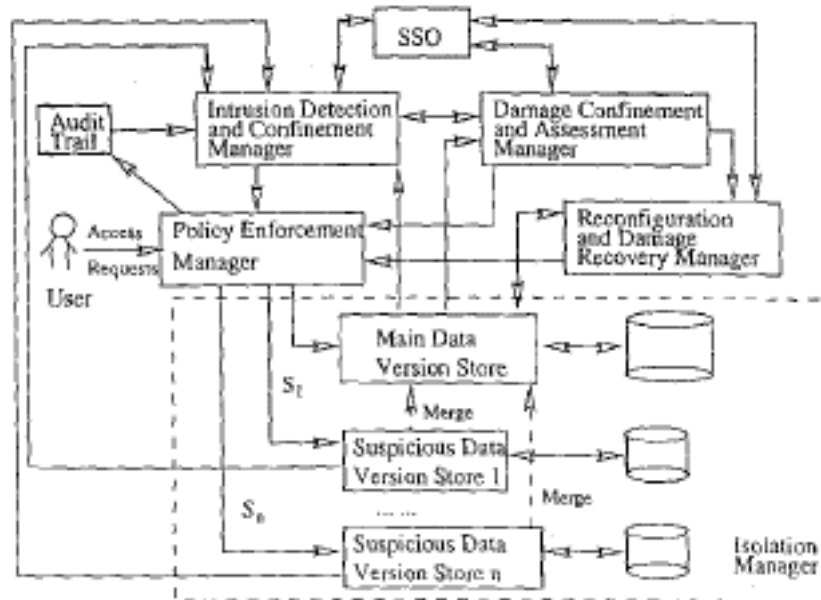 SSO
Intrusion Detection
and Confinement
Manager
Damage Confinement
and Assessment
Manager
Audit
Trail
Policy Enforcement
Manager
Access
Requests
User
Reconfiguration
and Damage
Recovery Manager
Main Data
Version Store
S1
Merge
Suspicious Data
Version Store 1
Merge
Sn
... ...
Suspicious Data
Version Store n
Isolation
Manager